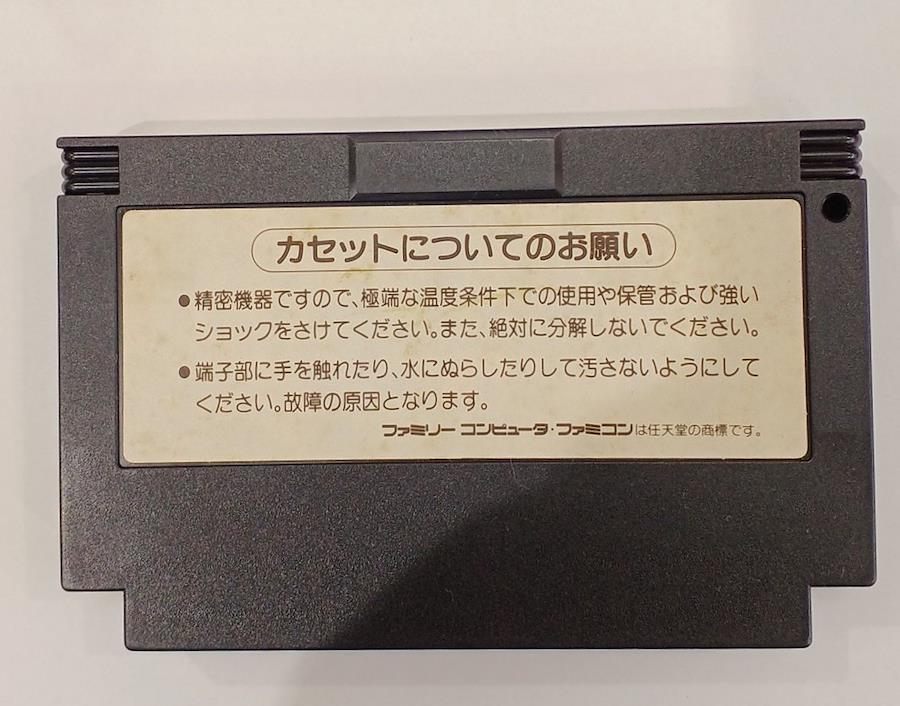 カセットについてのお願い
●精密機器ですので、極端な温度条件下での使用や保管および強い
ショックをさけてください。また、絶対に分解しないでください。
●端子部に手を触れたり、水にぬらしたりして汚さないようにして
ください。故障の原因となります。
ファミリーコンピュータ・ファミコンは任天堂の商標です。